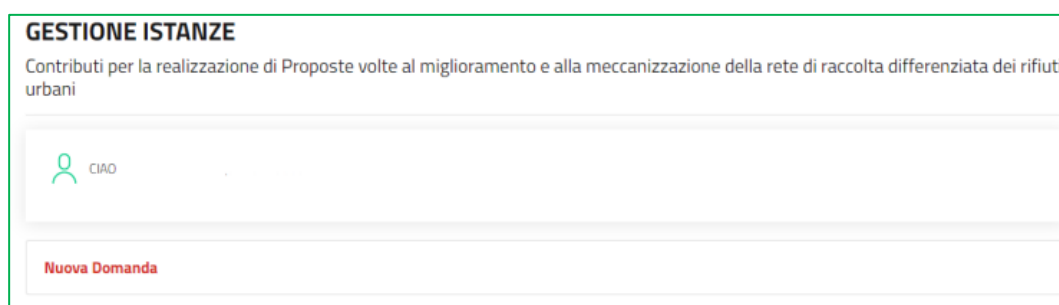 GESTIONE ISTANZE
Contributi per la realizzazione di Proposte volte al miglioramento e alla meccanizzazione della rete di raccolta differenziata dei rifiuti
urbani
CIAO
Nuova Domanda